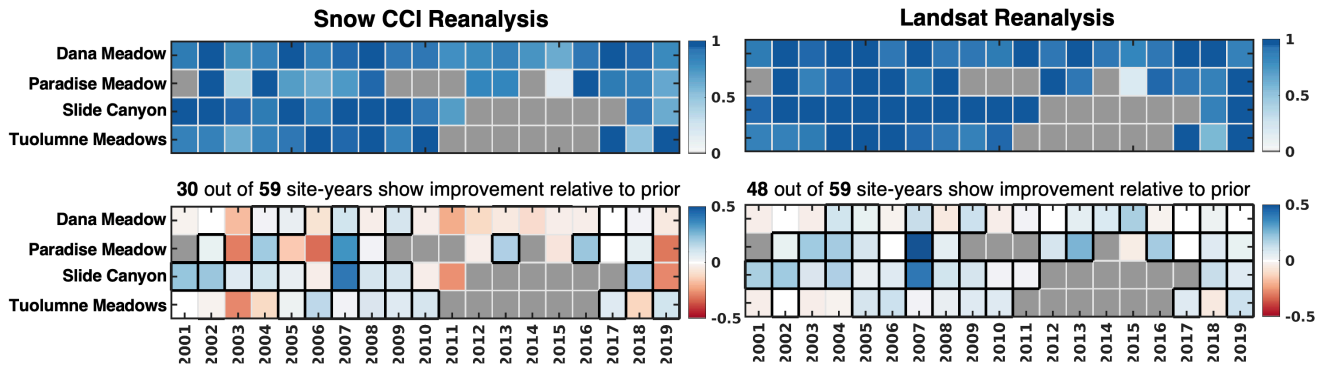 Snow CCI Reanalysis
Landsat Reanalysis
Dana Meadow
Paradise Meadow
Slide Canyon
Tuolumne Meadows
1
0.5
0
1
0.5
0
30 out of 59 site-years show improvement relative to prior
48 out of 59 site-years show improvement relative to prior
Dana Meadow
Paradise Meadow
Slide Canyon
Tuolumne Meadows
0.5
0
-0.5
0.5
0
-0.5
2001 2002 2003 2004 2005 2006 2007 2008 2009 2010 2011 2012 2013 2014 2015 2016 2017 2018 2019
2001 2002 2003 2004 2005 2006 2007 2008 2009 2010 2011 2012 2013 2014 2015 2016 2017 2018 2019